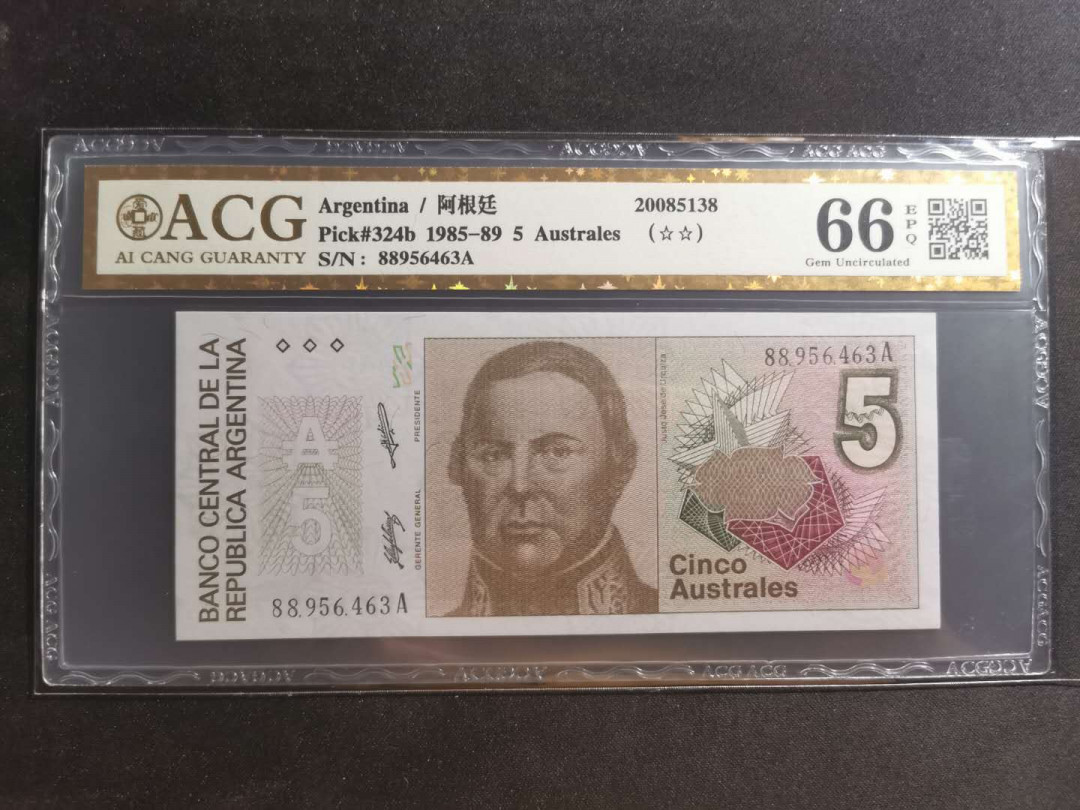 ACG
AI CANG GUARANTY
Argentina / 阿根廷
Pick#324b 1985-89 5 Australes
S/N: 88956463A
20085138
(☆☆)
66
EPQ
Gem Uncirculated
BANCO CENTRAL DE LA
REPUBLICA ARGENTINA
A
5
88.956.463A
PRESIDENTE
GERENTE GENERAL
88.956.463A
5
Cinco
Australes